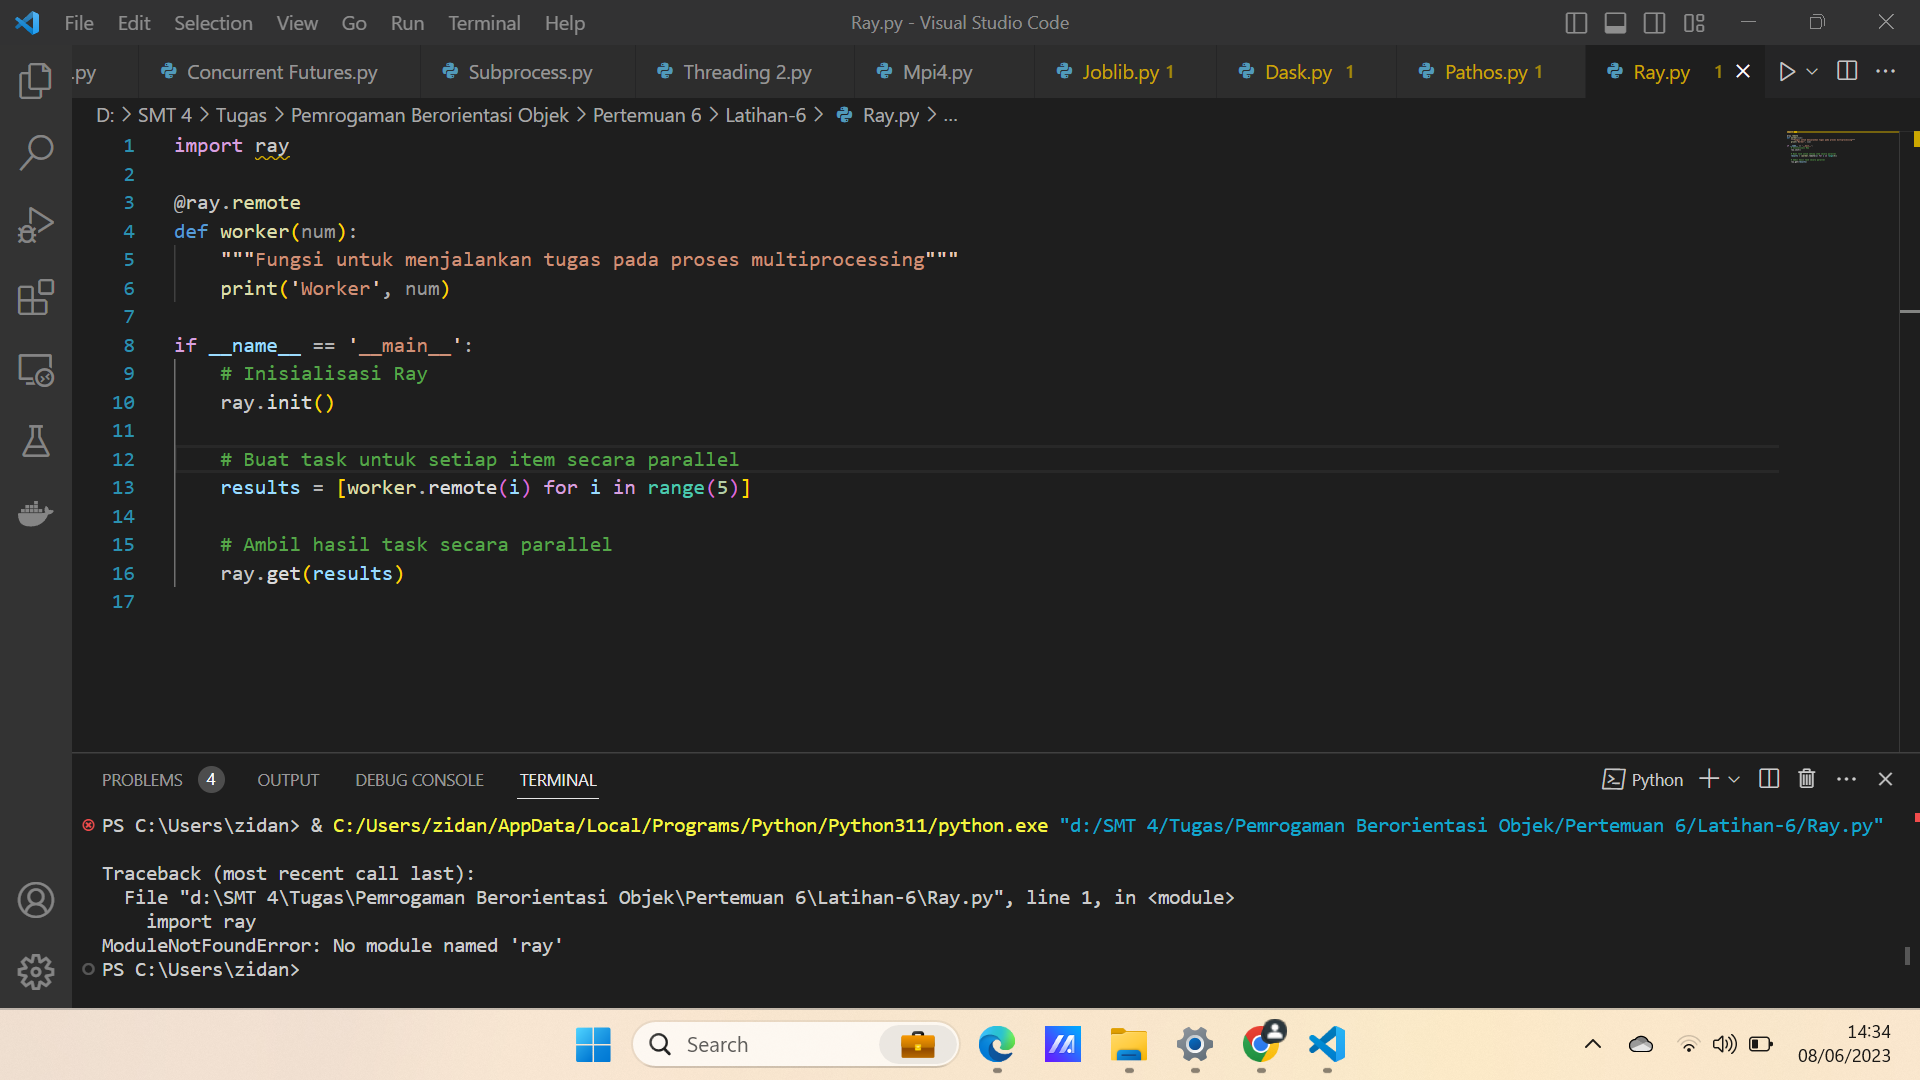 File Edit Selection View Go Run Terminal Help Ray.py - Visual Studio Code
.py Concurrent Futures.py Subprocess.py Threading 2.py Mpi4.py Joblib.py 1 Dask.py 1 Pathos.py 1 Ray.py 1
D: > SMT 4 > Tugas > Pemrogaman Berorientasi Objek > Pertemuan 6 > Latihan-6 > Ray.py > ...
1 import ray
2
3 @ray.remote
4 def worker(num):
5 """Fungsi untuk menjalankan tugas pada proses multiprocessing"""
6 print('Worker', num)
7
8 if __name__ == '__main__':
9 # Inisialisasi Ray
10 ray.init()
11
12 # Buat task untuk setiap item secara parallel
13 results = [worker.remote(i) for i in range(5)]
14
15 # Ambil hasil task secara parallel
16 ray.get(results)
17
PROBLEMS 4 OUTPUT DEBUG CONSOLE TERMINAL Python
PS C:\Users\zidan> & C:/Users/zidan/AppData/Local/Programs/Python/Python311/python.exe "d:/SMT 4/Tugas/Pemrogaman Berorientasi Objek/Pertemuan 6/Latihan-6/Ray.py"
Traceback (most recent call last):
File "d:\SMT 4\Tugas\Pemrogaman Berorientasi Objek\Pertemuan 6\Latihan-6\Ray.py", line 1, in <module>
import ray
ModuleNotFoundError: No module named 'ray'
PS C:\Users\zidan>
Search
14:34
08/06/2023